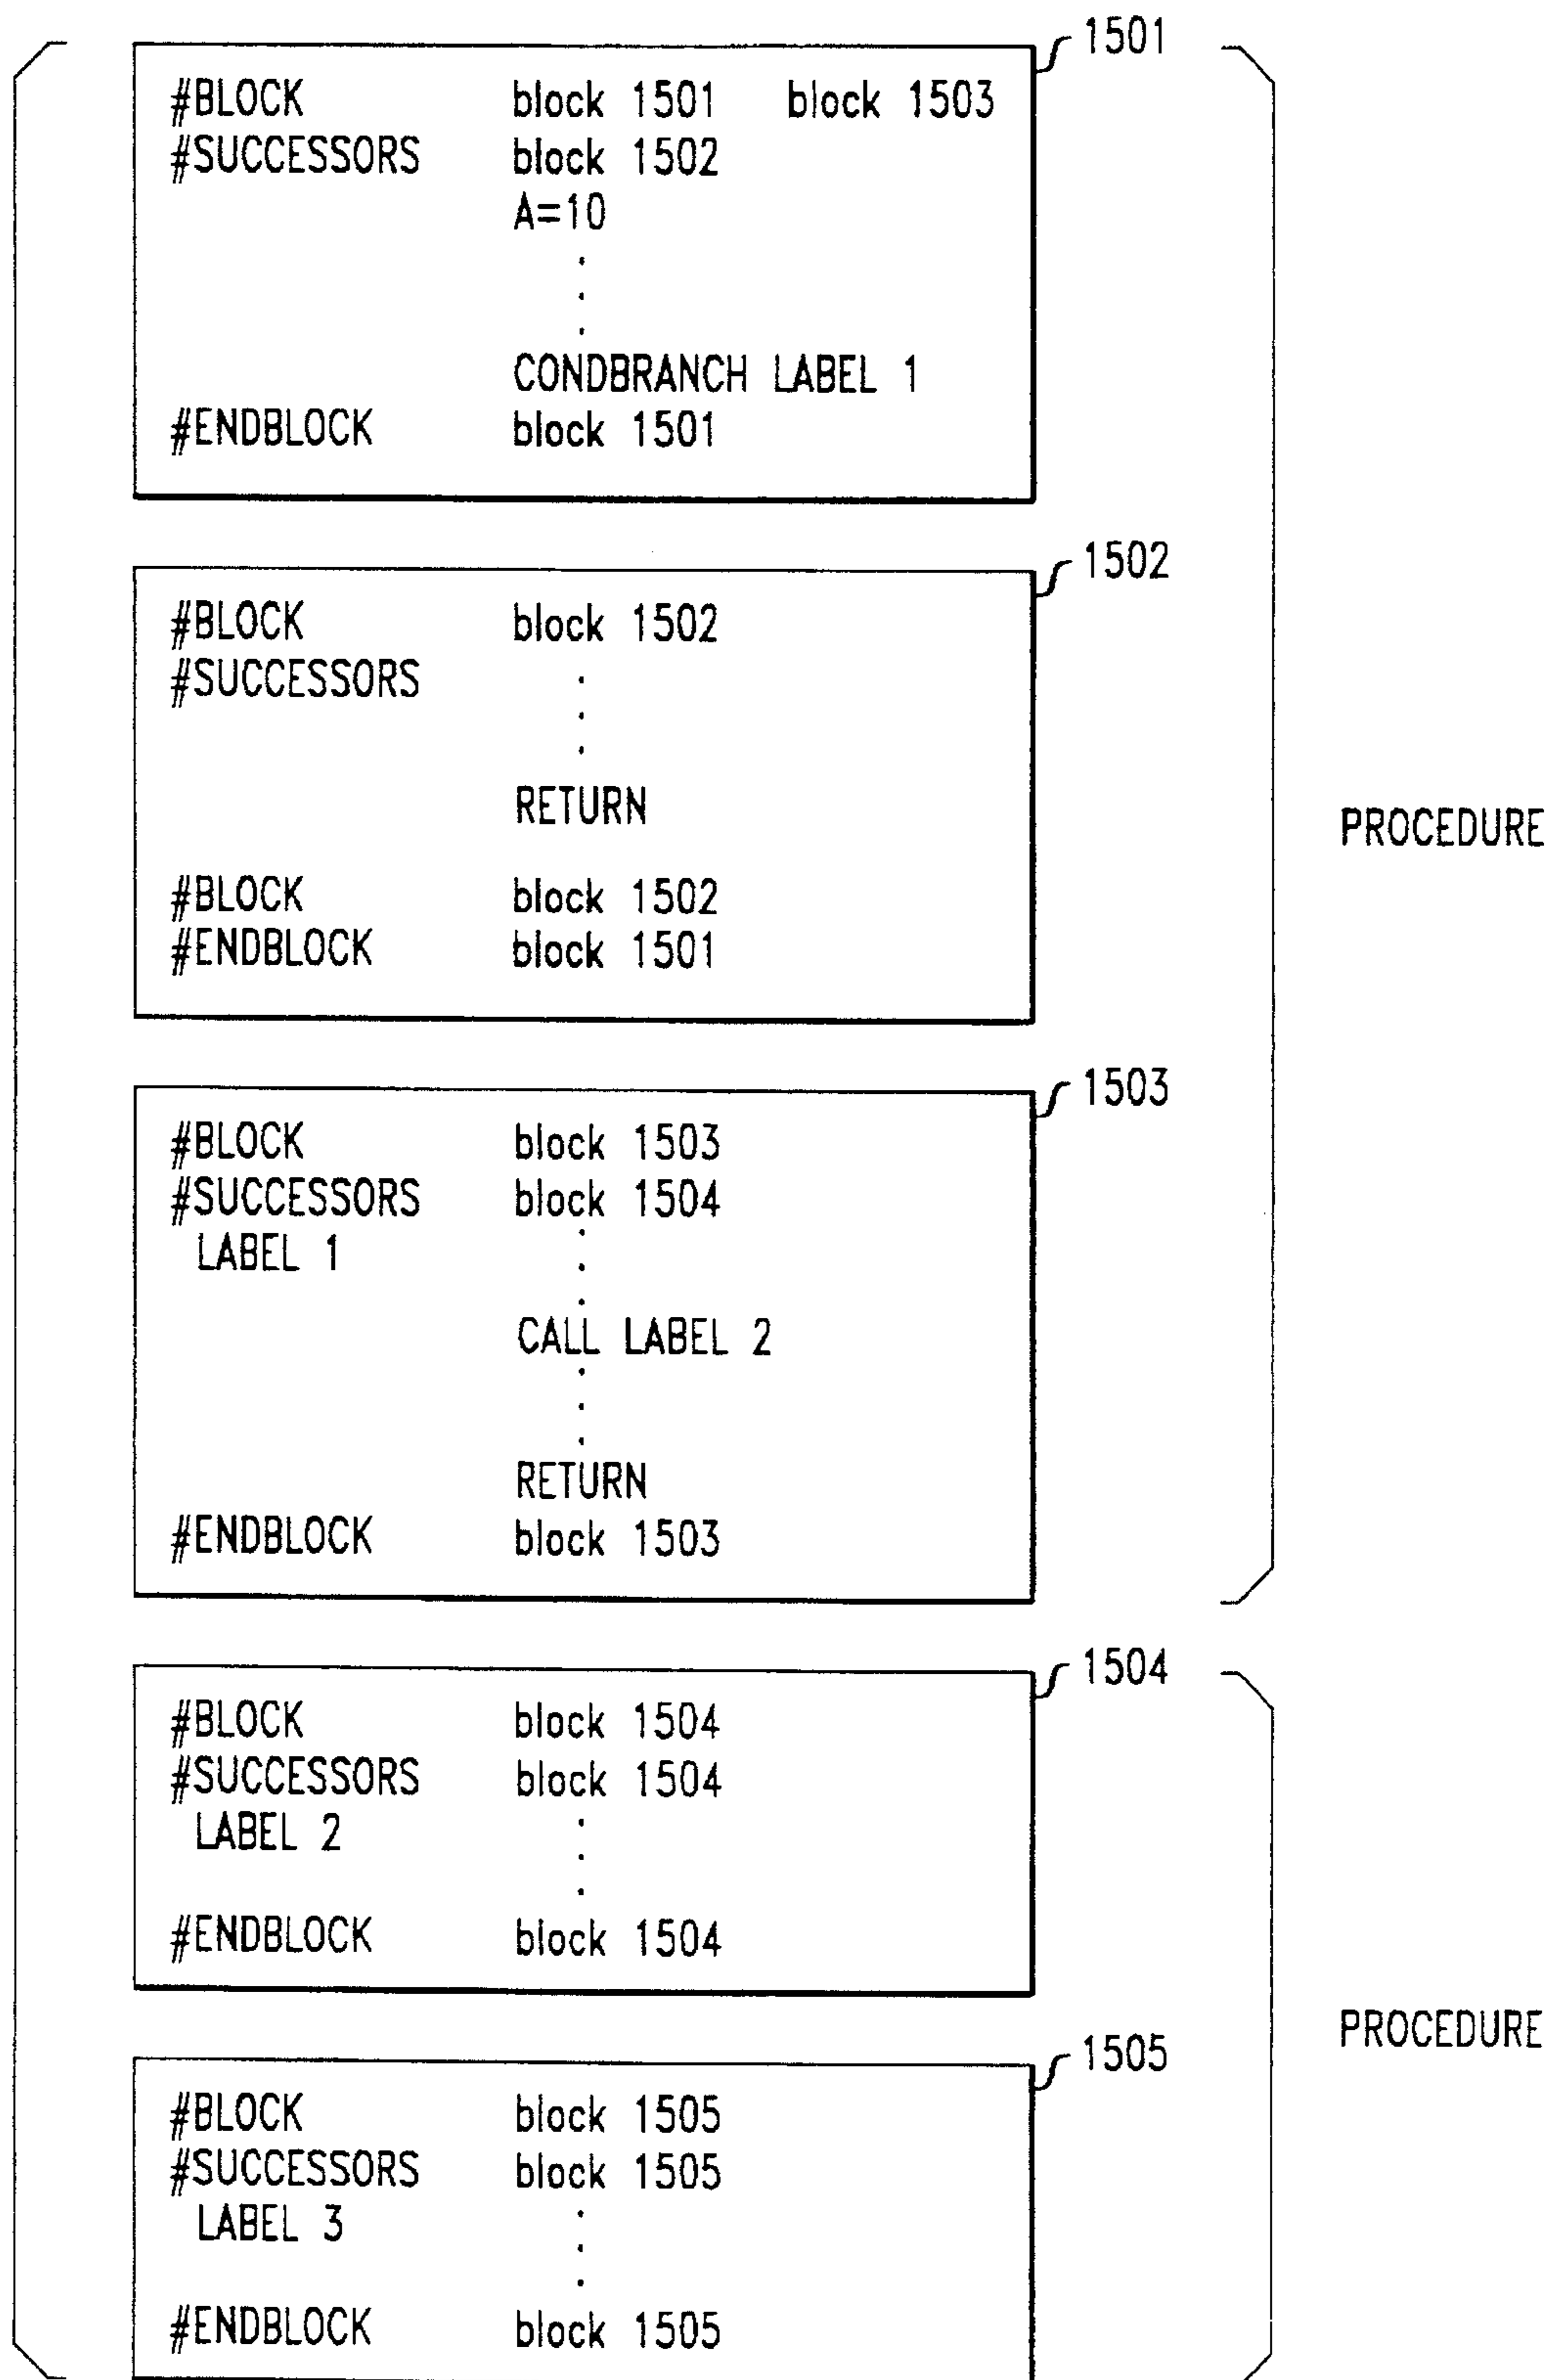 1501
#BLOCK block 1501 block 1503
#SUCCESSORS block 1502
A=10
CONDBRANCH LABEL 1
#ENDBLOCK block 1501
1502
#BLOCK block 1502
#SUCCESSORS
RETURN
#BLOCK block 1502
#ENDBLOCK block 1501
PROCEDURE
1503
#BLOCK block 1503
#SUCCESSORS block 1504
LABEL 1
CALL LABEL 2
RETURN
#ENDBLOCK block 1503
1504
#BLOCK block 1504
#SUCCESSORS block 1504
LABEL 2
#ENDBLOCK block 1504
PROCEDURE
1505
#BLOCK block 1505
#SUCCESSORS block 1505
LABEL 3
#ENDBLOCK block 1505